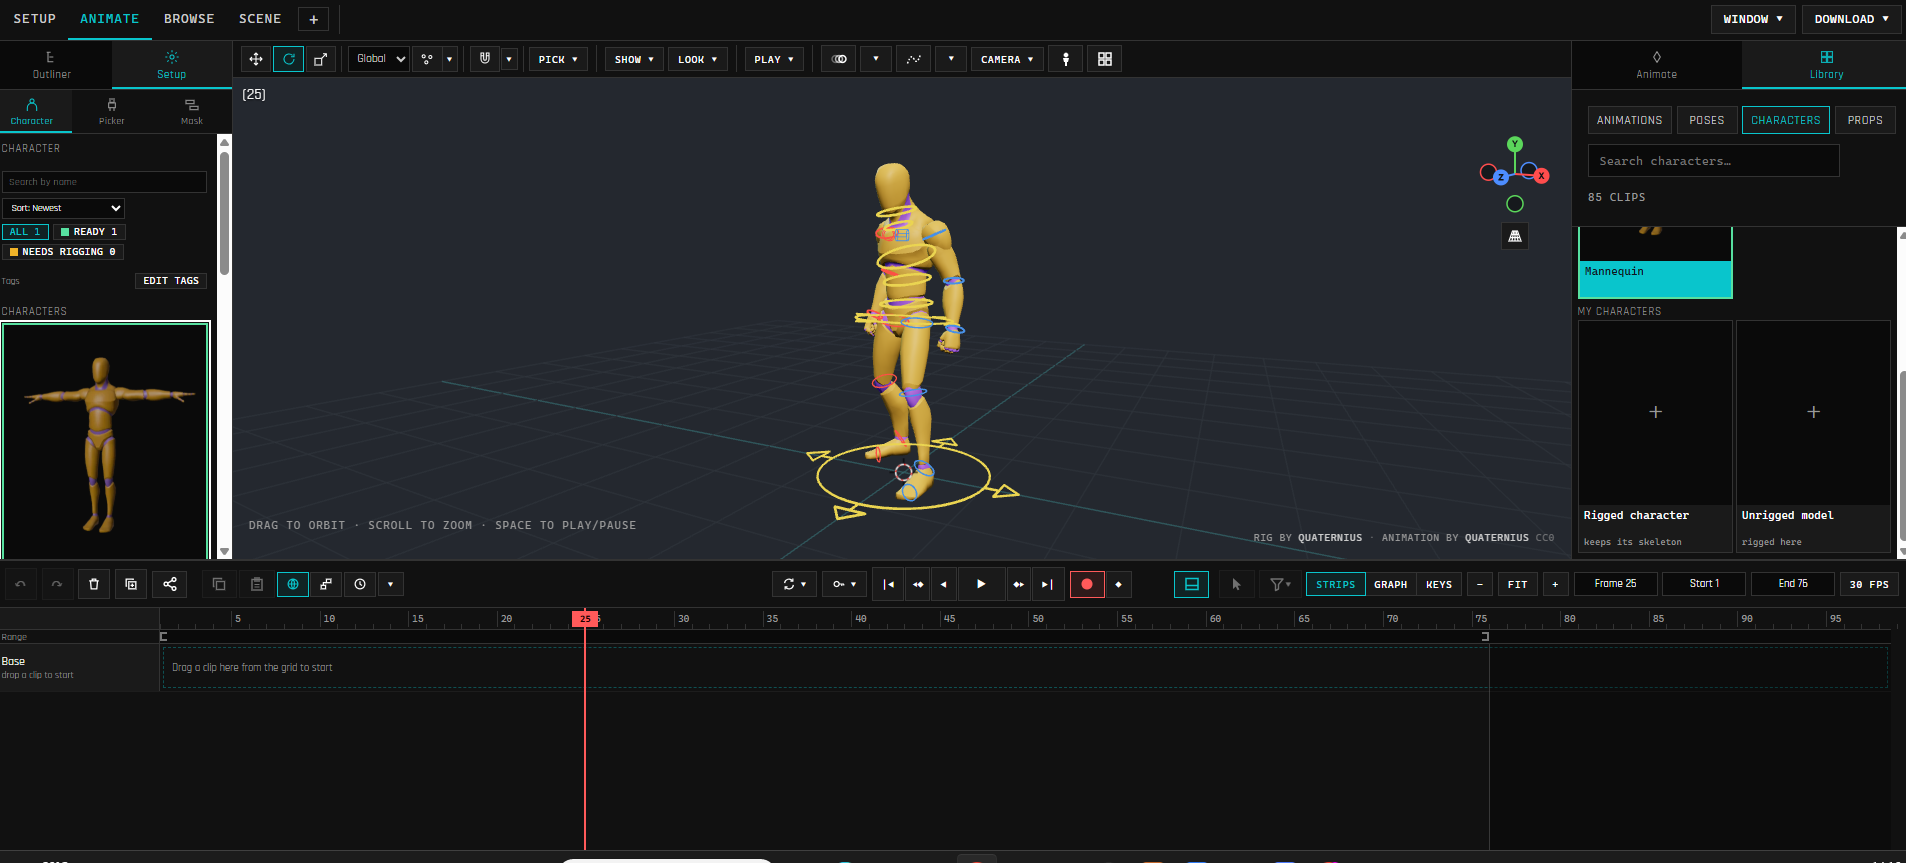 SETUP ANIMATE BROWSE SCENE + WINDOW DOWNLOAD
Outliner Setup
Global PICK SHOW LOOK PLAY CAMERA
Animate Library
Character Picker Mask
(25)
CHARACTER
Search by name
Sort: Newest
ALL 1 READY 1
NEEDS RIGGING 0
Tags EDIT TAGS
CHARACTERS
Y
Z X
DRAG TO ORBIT · SCROLL TO ZOOM · SPACE TO PLAY/PAUSE
RIG BY QUATERNIUS · ANIMATION BY QUATERNIUS CC0
ANIMATIONS POSES CHARACTERS PROPS
Search characters…
85 CLIPS
Mannequin
MY CHARACTERS
+ +
Rigged character Unrigged model
keeps its skeleton rigged here
STRIPS GRAPH KEYS − FIT + Frame 25 Start 1 End 76 30 FPS
5 10 15 20 25 30 35 40 45 50 55 60 65 70 75 80 85 90 95
Range
Base
drop a clip to start
Drag a clip here from the grid to start